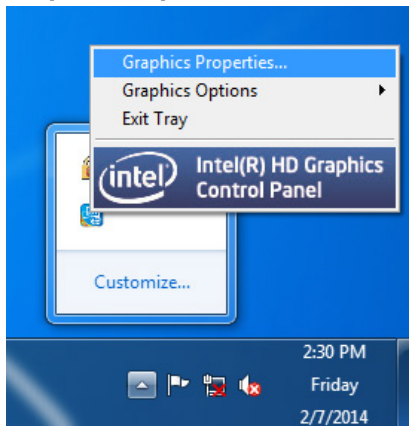 Graphics Properties...
Graphics Options
Exit Tray
intel
Intel(R) HD Graphics
Control Panel
Customize...
2:30 PM
Friday
2/7/2014